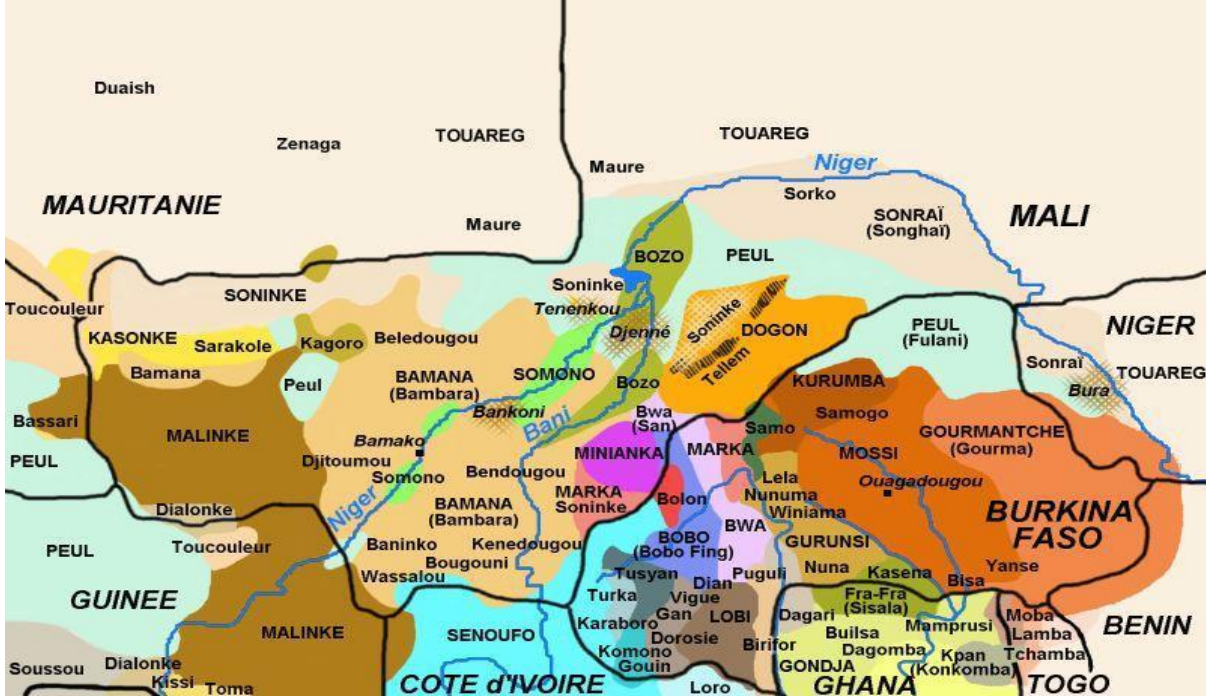 Duaish
Zenaga
TOUAREG
TOUAREG
Maure
Niger
Sorko
MAURITANIE
Maure
SONRAÏ
(Songhaï)
MALI
BOZO
PEUL
Soninke
Toucouleur
SONINKE
Tenenkou
Djenné
Soninke
DOGON
Tellem
PEUL
(Fulani)
NIGER
KASONKE
Sarakole
Kagoro
Beledougou
Sonraï
TOUAREG
Bura
Bamana
Peul
BAMANA
(Bambara)
SOMONO
Bozo
KURUMBA
Bassari
Bankoni
Bani
Bwa
(San)
Samogo
MALINKE
Bamako
Samo
GOURMANTCHE
(Gourma)
PEUL
Djitoumou
Somono
Bendougou
MINIANKA
MARKA
MOSSI
Ouagadougou
Lela
Nunuma
Winiama
Niger
BAMANA
(Bambara)
MARKA
Soninke
Bolon
BWA
BURKINA
FASO
Dialonke
Toucouleur
PEUL
Baninko
Kenedougou
Bougouni
Wassalou
BOBO
(Bobo Fing)
GURUNSI
Nuna
Kasena
Bisa
Yanse
GUINEE
Tusyan
Turka
Dian
Puguli
Vigue
Gan
LOBI
Fra-Fra
(Sisala)
Dagari
MALINKE
SENOUFO
Karaboro
Dorosie
Komono
Gouin
Birifor
Builsa
Dagomba
Mamprusi
Moba
Lamba
Tchamba
BENIN
Soussou
Dialonke
Kissi
Toma
COTE d'IVOIRE
Loro
GONDJA
GHANA
Kpan
(Konkomba)
TOGO